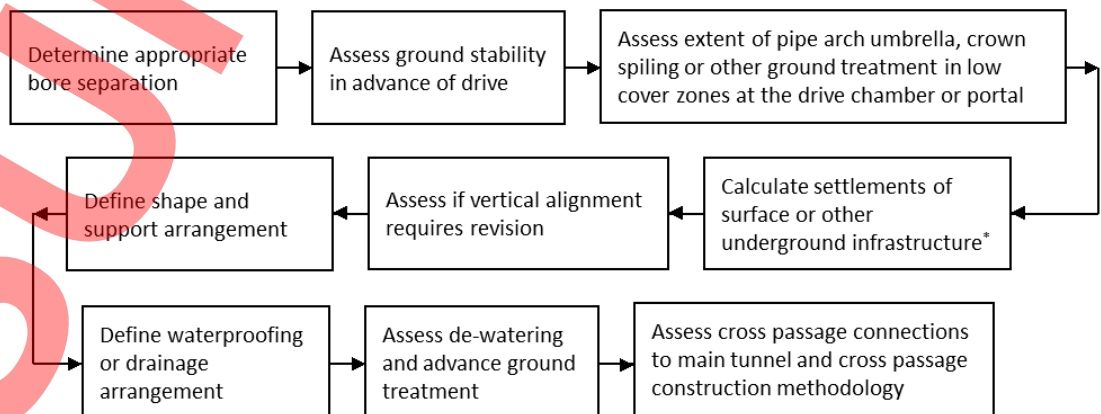 Determine appropriate
bore separation
Assess ground stability
in advance of drive
Assess extent of pipe arch umbrella, crown
spiling or other ground treatment in low
cover zones at the drive chamber or portal
Calculate settlements of
surface or other
underground infrastructure*
Assess if vertical alignment
requires revision
Define shape and
support arrangement
Define waterproofing
or drainage
arrangement
Assess de-watering
and advance ground
treatment
Assess cross passage connections
to main tunnel and cross passage
construction methodology